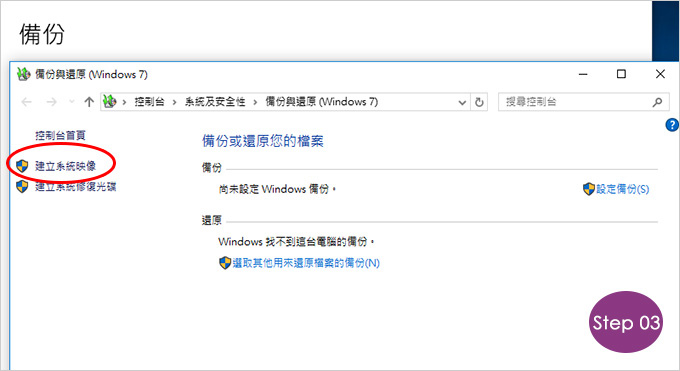 備份
備份與還原 (Windows 7)
控制台 › 系統及安全性 › 備份與還原 (Windows 7)
搜尋控制台
控制台首頁
建立系統映像
建立系統修復光碟
備份或還原您的檔案
備份
尚未設定 Windows 備份。
設定備份(S)
還原
Windows 找不到這台電腦的備份。
選取其他用來還原檔案的備份(N)
Step 03